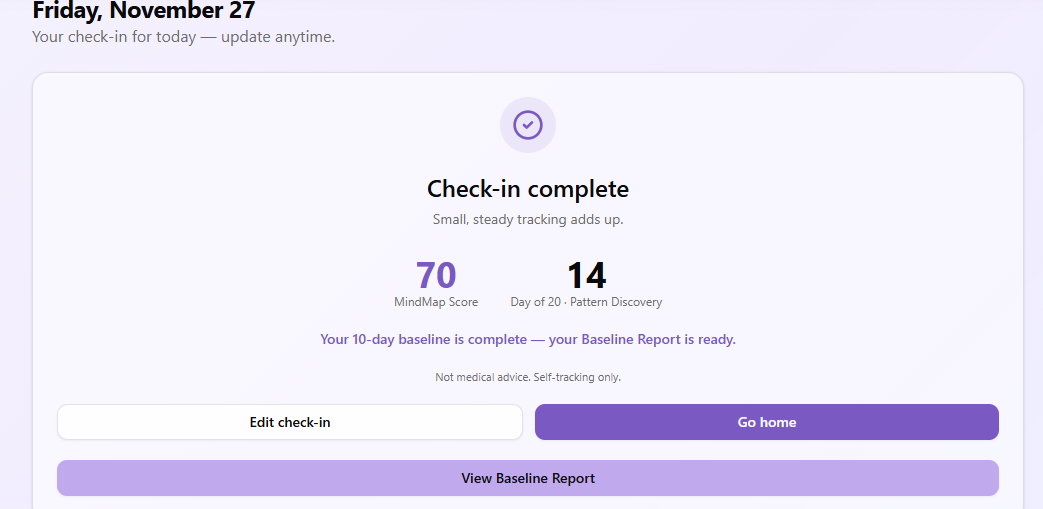 Friday, November 27
Your check-in for today — update anytime.
Check-in complete
Small, steady tracking adds up.
70
MindMap Score
14
Day of 20 · Pattern Discovery
Your 10-day baseline is complete — your Baseline Report is ready.
Not medical advice. Self-tracking only.
Edit check-in
Go home
View Baseline Report